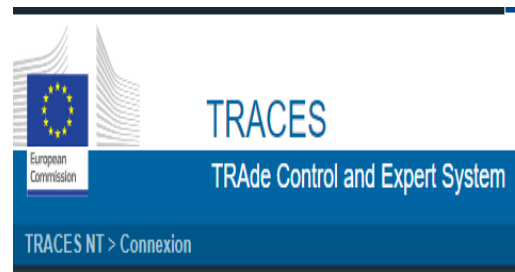 TRACES
European
Commission
TRAde Control and Expert System
TRACES NT > Connexion